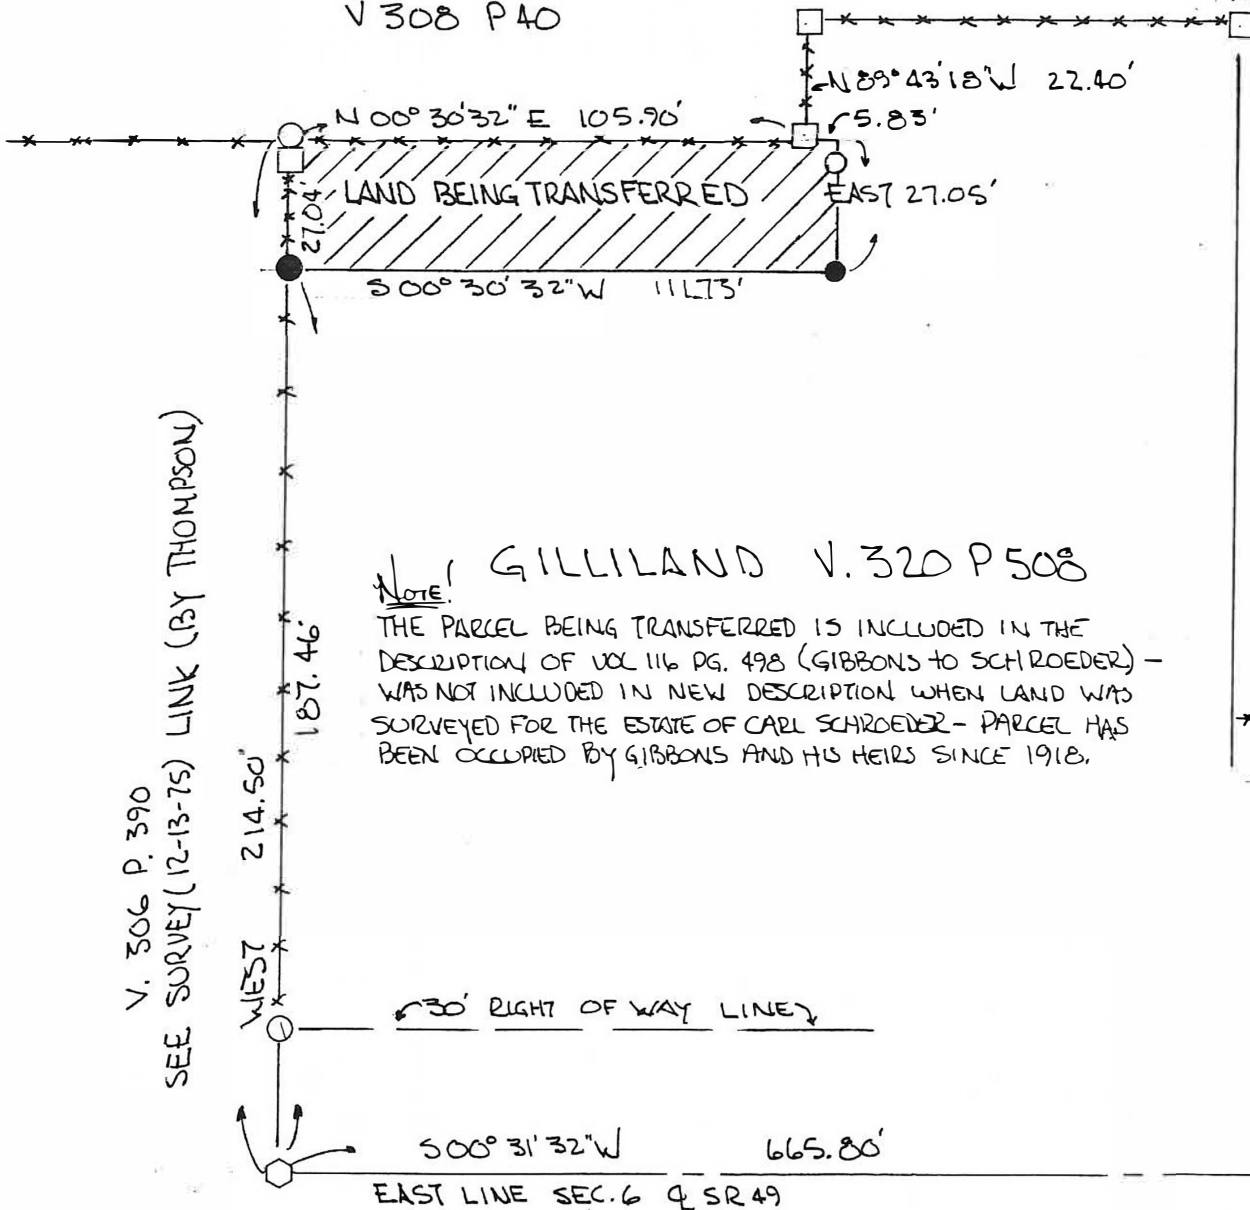 V 308 P 40
N 89° 43' 18" W 22.40'
N 00° 30' 32" E 105.90'
5.83'
LAND BEING TRANSFERRED
EAST 27.05'
27.04'
S 00° 30' 32" W 111.73'
GILLILAND V. 320 P 508
NOTE!
THE PARCEL BEING TRANSFERRED IS INCLUDED IN THE
DESCRIPTION OF VOL 116 PG. 498 (GIBBONS TO SCHROEDER) –
WAS NOT INCLUDED IN NEW DESCRIPTION WHEN LAND WAS
SURVEYED FOR THE ESTATE OF CARL SCHROEDER – PARCEL HAS
BEEN OCCUPIED BY GIBBONS AND HIS HEIRS SINCE 1918.
V. 306 P. 390
SEE SURVEY (12-13-75) LINK (BY THOMPSON)
WEST 214.50'
187.46'
30' RIGHT OF WAY LINE
S 00° 31' 32" W 665.80'
EAST LINE SEC. 6 ℄ SR 49